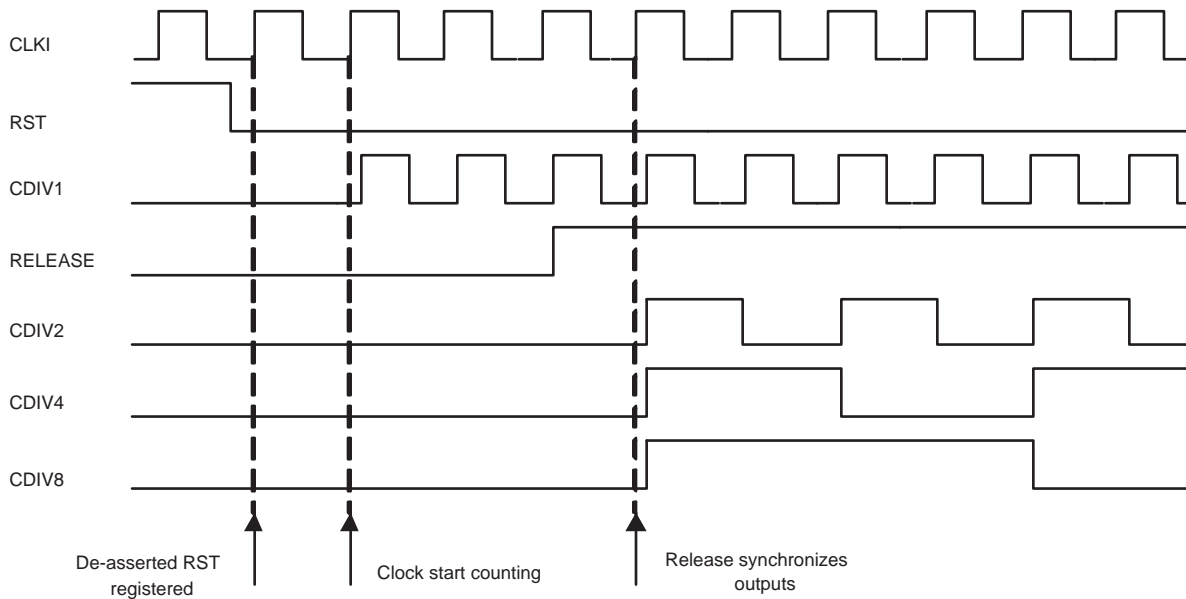 CLKI
RST
CDIV1
RELEASE
CDIV2
CDIV4
CDIV8
De-asserted RST
registered
Clock start counting
Release synchronizes
outputs